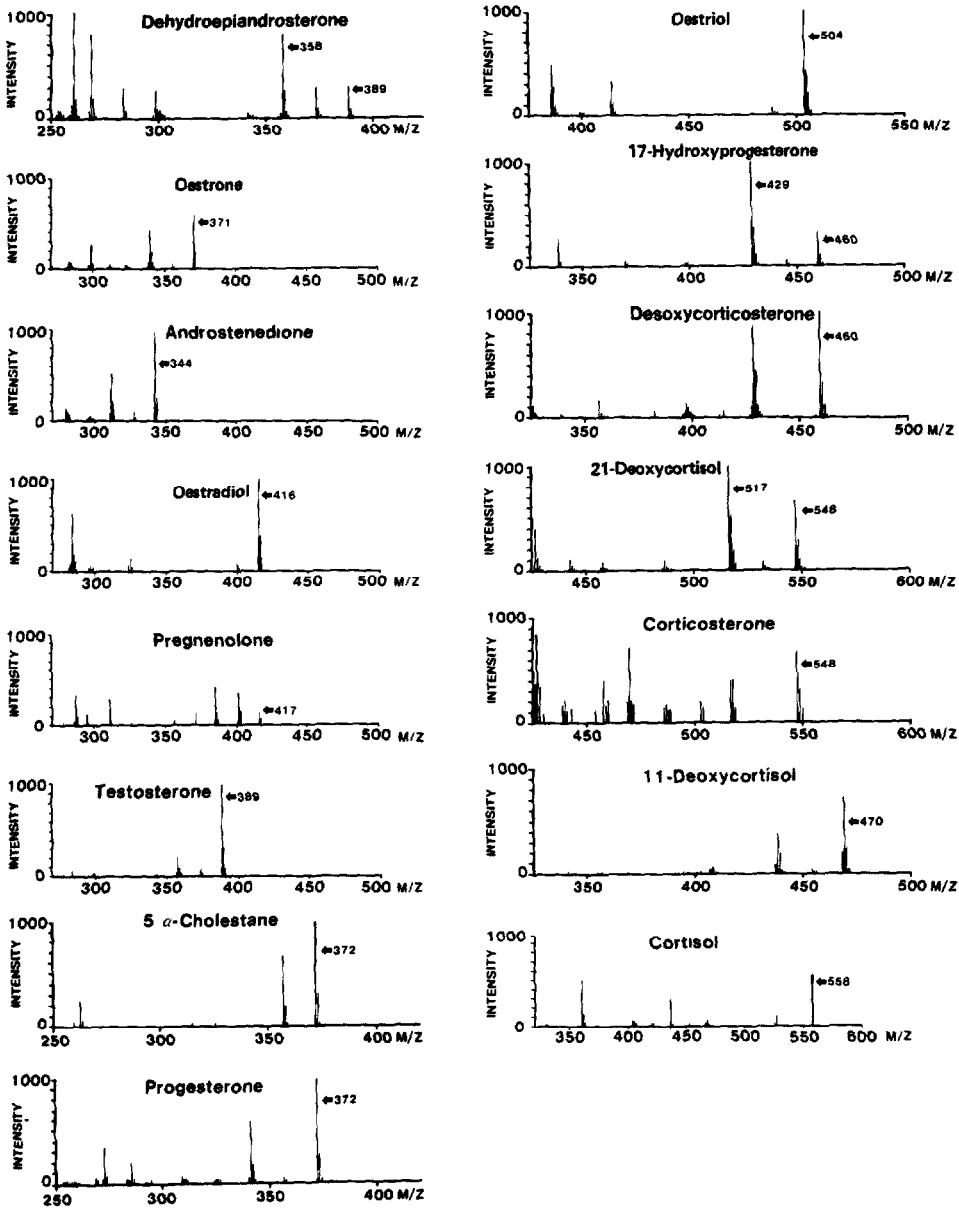 Dehydroepiandrosterone
INTENSITY
1000
0
⇐358
⇐389
250 300 350 400 M/Z
Oestrone
INTENSITY
1000
0
⇐371
300 350 400 450 500 M/Z
Androstenedione
INTENSITY
1000
0
⇐344
300 350 400 450 500 M/Z
Oestradiol
INTENSITY
1000
0
⇐416
300 350 400 450 500 M/Z
Pregnenolone
INTENSITY
1000
0
⇐417
300 350 400 450 500 M/Z
Testosterone
INTENSITY
1000
0
⇐389
300 350 400 450 500 M/Z
5 α-Cholestane
INTENSITY
1000
0
⇐372
250 300 350 400 M/Z
Progesterone
INTENSITY
1000
0
⇐372
250 300 350 400 M/Z
Oestriol
INTENSITY
1000
0
⇐504
400 450 500 550 M/Z
17-Hydroxyprogesterone
INTENSITY
1000
0
⇐429
⇐460
350 400 450 500 M/Z
Desoxycorticosterone
INTENSITY
1000
0
⇐460
350 400 450 500 M/Z
21-Deoxycortisol
INTENSITY
1000
0
⇐517
⇐548
450 500 550 600 M/Z
Corticosterone
INTENSITY
1000
0
⇐548
450 500 550 600 M/Z
11-Deoxycortisol
INTENSITY
1000
0
⇐470
350 400 450 500 M/Z
Cortisol
INTENSITY
1000
0
⇐558
350 400 450 500 550 600 M/Z